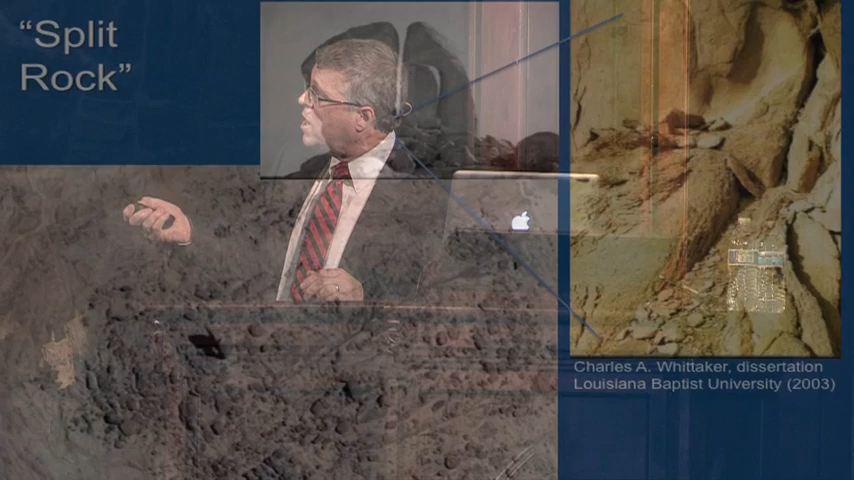 “Split
Rock”
Charles A. Whittaker, dissertation
Louisiana Baptist University (2003)